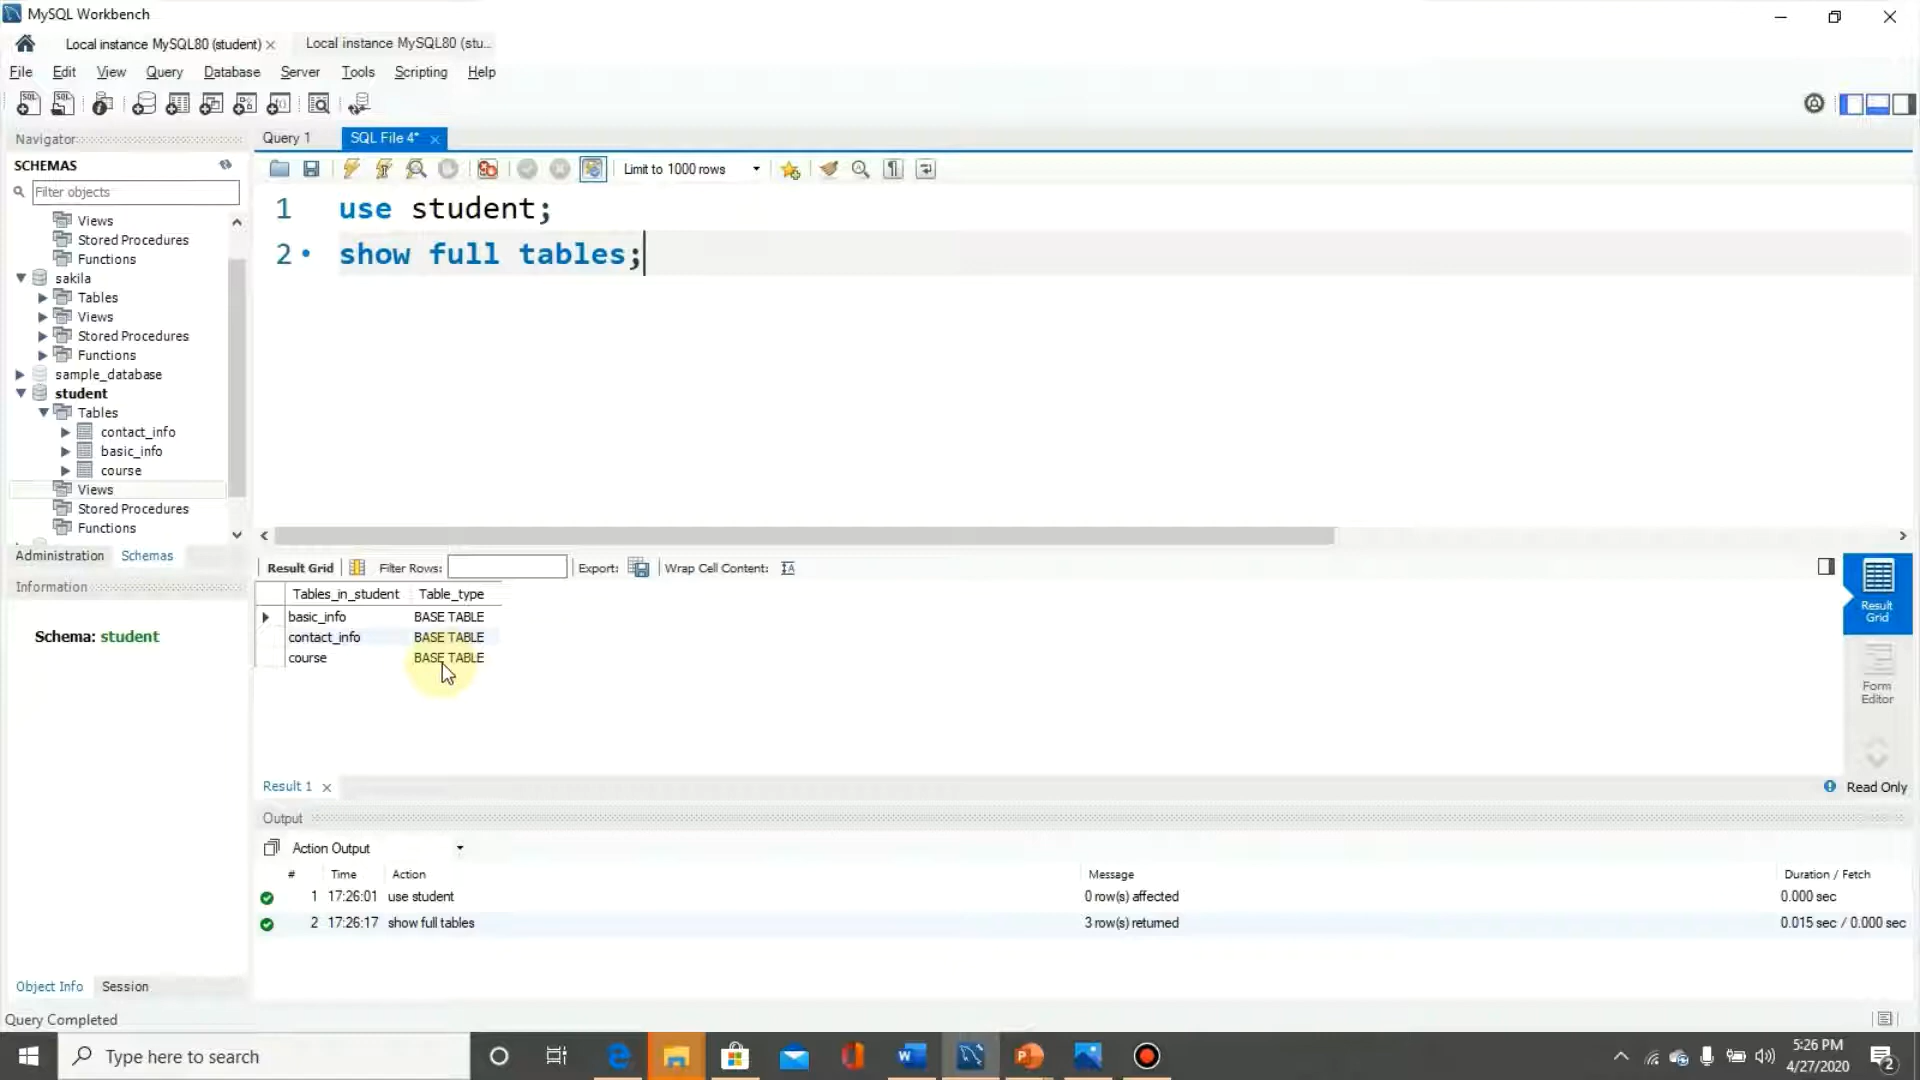 MySQL Workbench
Local instance MySQL80 (student)
Local instance MySQL80 (stu...
File Edit View Query Database Server Tools Scripting Help
Navigator
Query 1
SQL File 4*
SCHEMAS
Limit to 1000 rows
Filter objects
1 use student;
2 show full tables;
Views
Stored Procedures
Functions
sakila
Tables
Views
Stored Procedures
Functions
sample_database
student
Tables
contact_info
basic_info
course
Views
Stored Procedures
Functions
Administration Schemas
Information
Schema: student
Result Grid Filter Rows: Export: Wrap Cell Content:
Tables_in_student Table_type
basic_info BASE TABLE
contact_info BASE TABLE
course BASE TABLE
Result Grid
Form Editor
Result 1
Read Only
Output
Action Output
# Time Action Message Duration / Fetch
1 17:26:01 use student 0 row(s) affected 0.000 sec
2 17:26:17 show full tables 3 row(s) returned 0.015 sec / 0.000 sec
Object Info Session
Query Completed
Type here to search
5:26 PM
4/27/2020
2